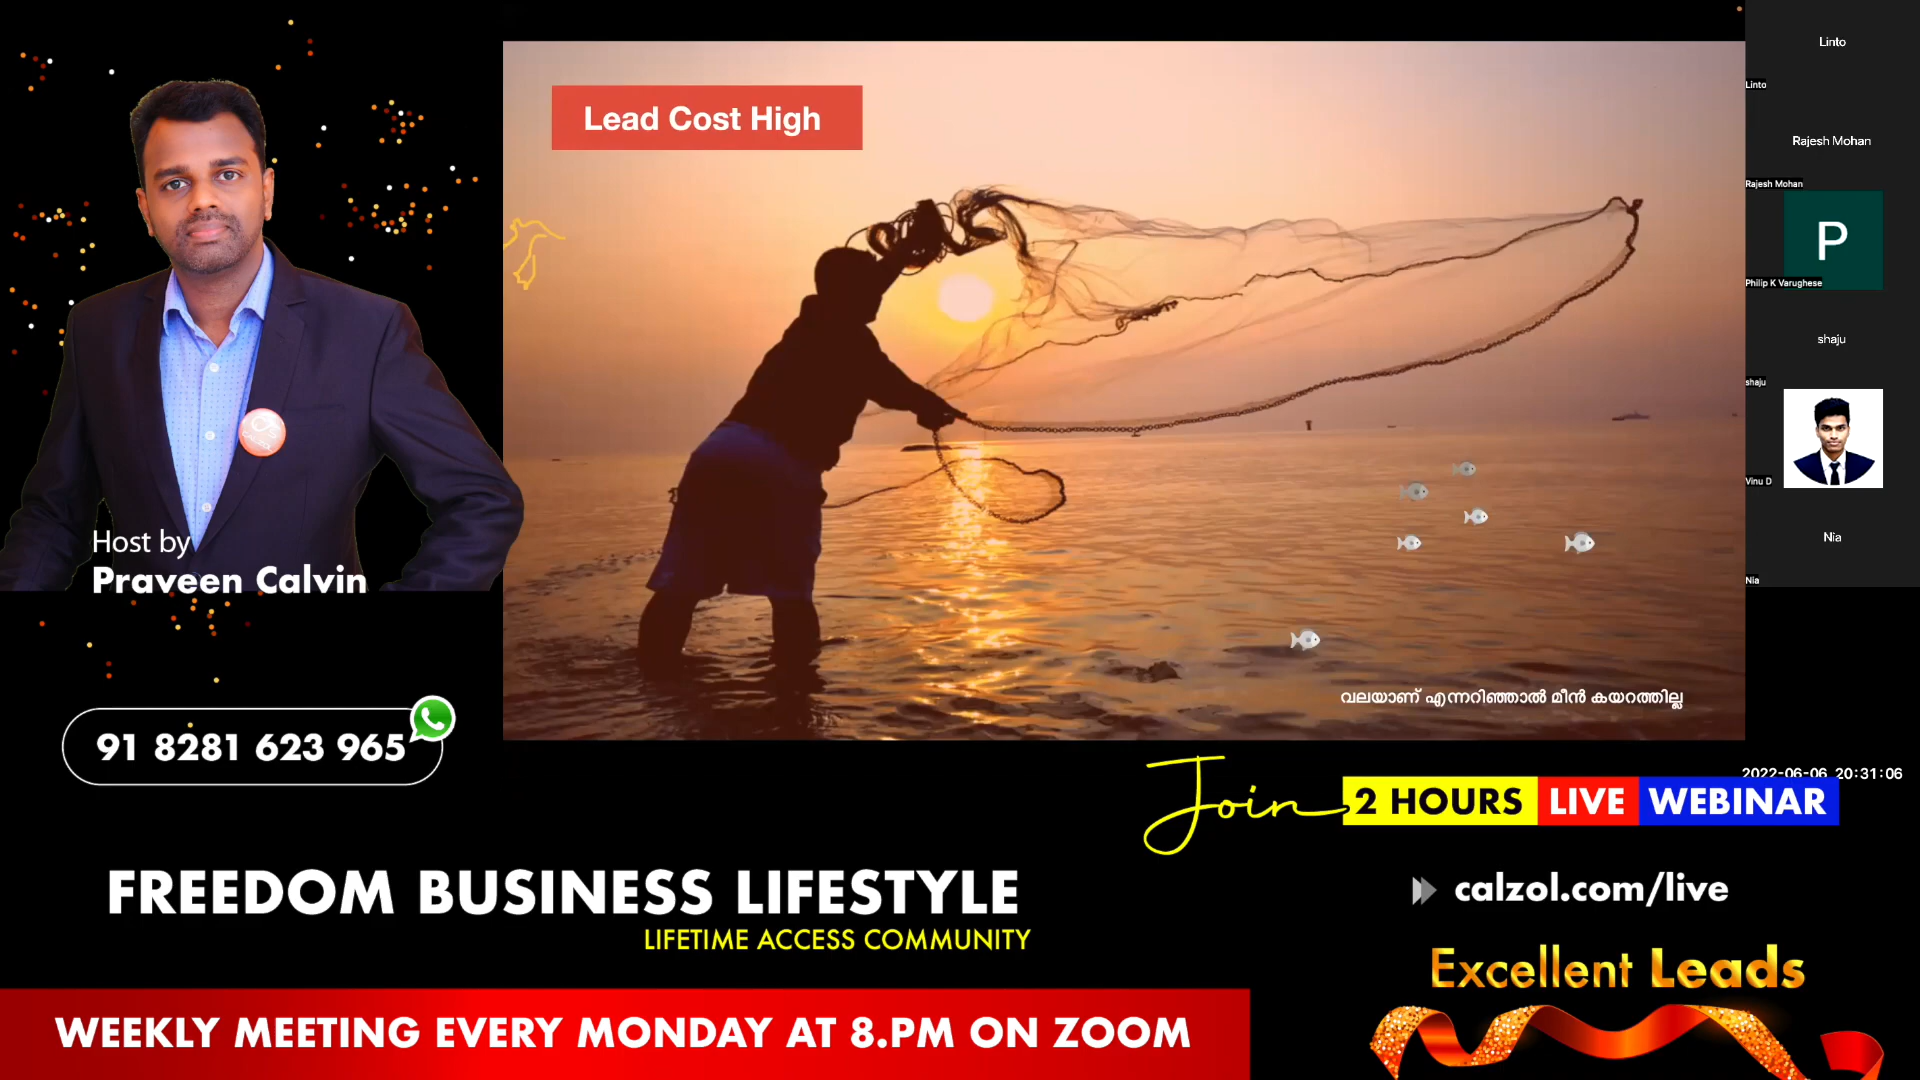 Lead Cost High
വലയാണ് എന്നറിഞ്ഞാൽ മീൻ കയറത്തില്ല
Host by
Praveen Calvin
91 8281 623 965
Linto
Linto
Rajesh Mohan
Rajesh Mohan
P
Philip K Varughese
shaju
shaju
Vinu D
Nia
Nia
2022-06-06 20:31:06
Join 2 HOURS LIVE WEBINAR
calzol.com/live
FREEDOM BUSINESS LIFESTYLE
LIFETIME ACCESS COMMUNITY
Excellent Leads
WEEKLY MEETING EVERY MONDAY AT 8.PM ON ZOOM